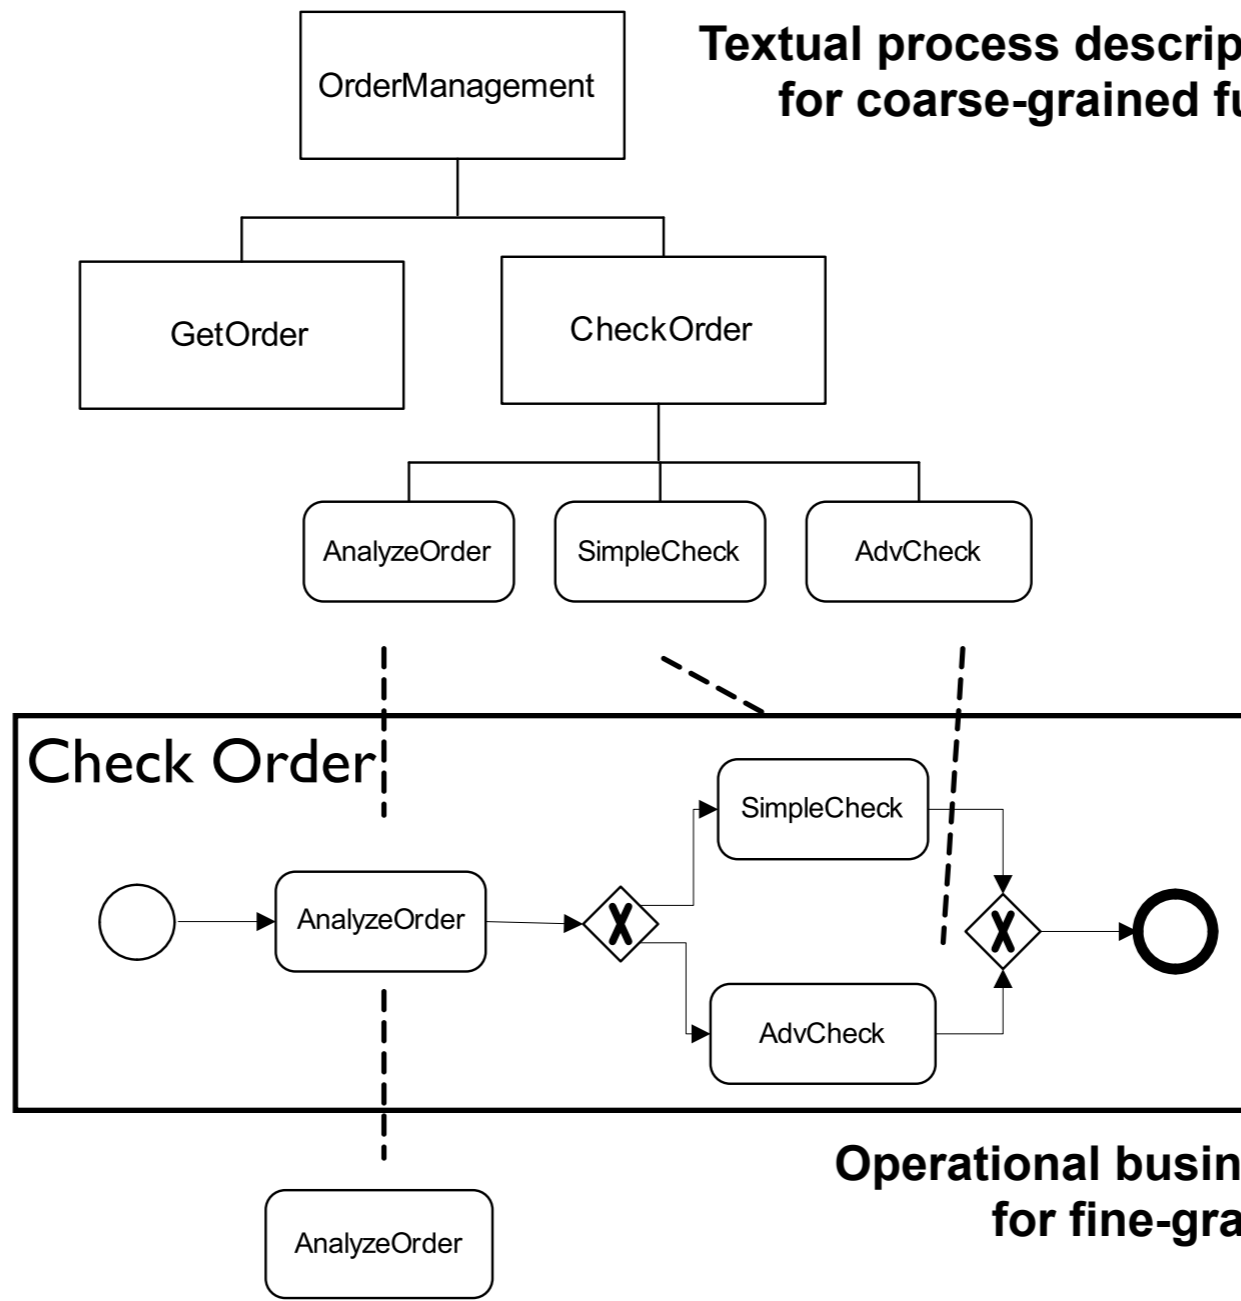 Textual process descrip
for coarse-grained fu
OrderManagement
GetOrder
CheckOrder
AnalyzeOrder
SimpleCheck
AdvCheck
Check Order
SimpleCheck
AnalyzeOrder
X
X
AdvCheck
Operational busin
for fine-gra
AnalyzeOrder